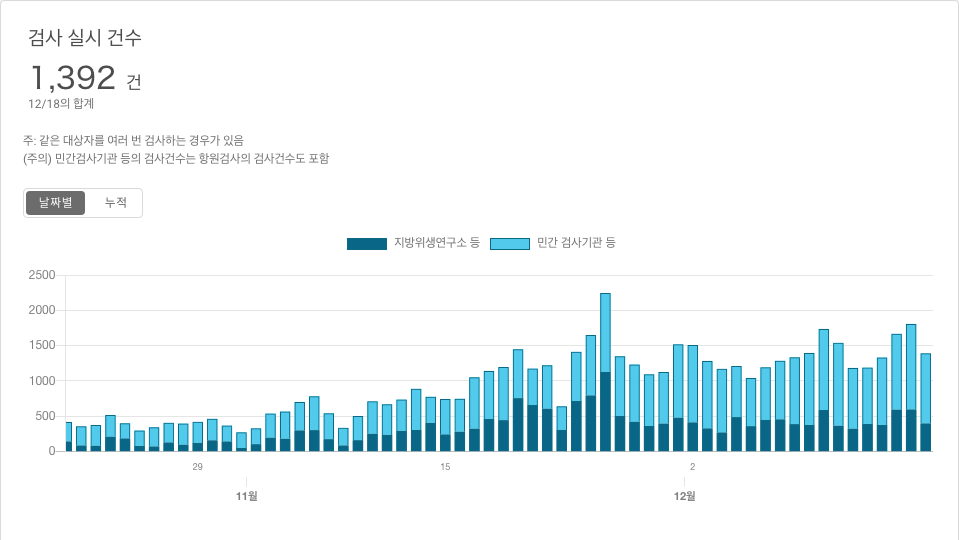 검사 실시 건수
1,392 건
12/18의 합계
주: 같은 대상자를 여러 번 검사하는 경우가 있음
(주의) 민간검사기관 등의 검사건수는 항원검사의 검사건수도 포함
날짜별 누적
지방위생연구소 등 민간 검사기관 등
2500
2000
1500
1000
500
0
29 15 2
11월 12월